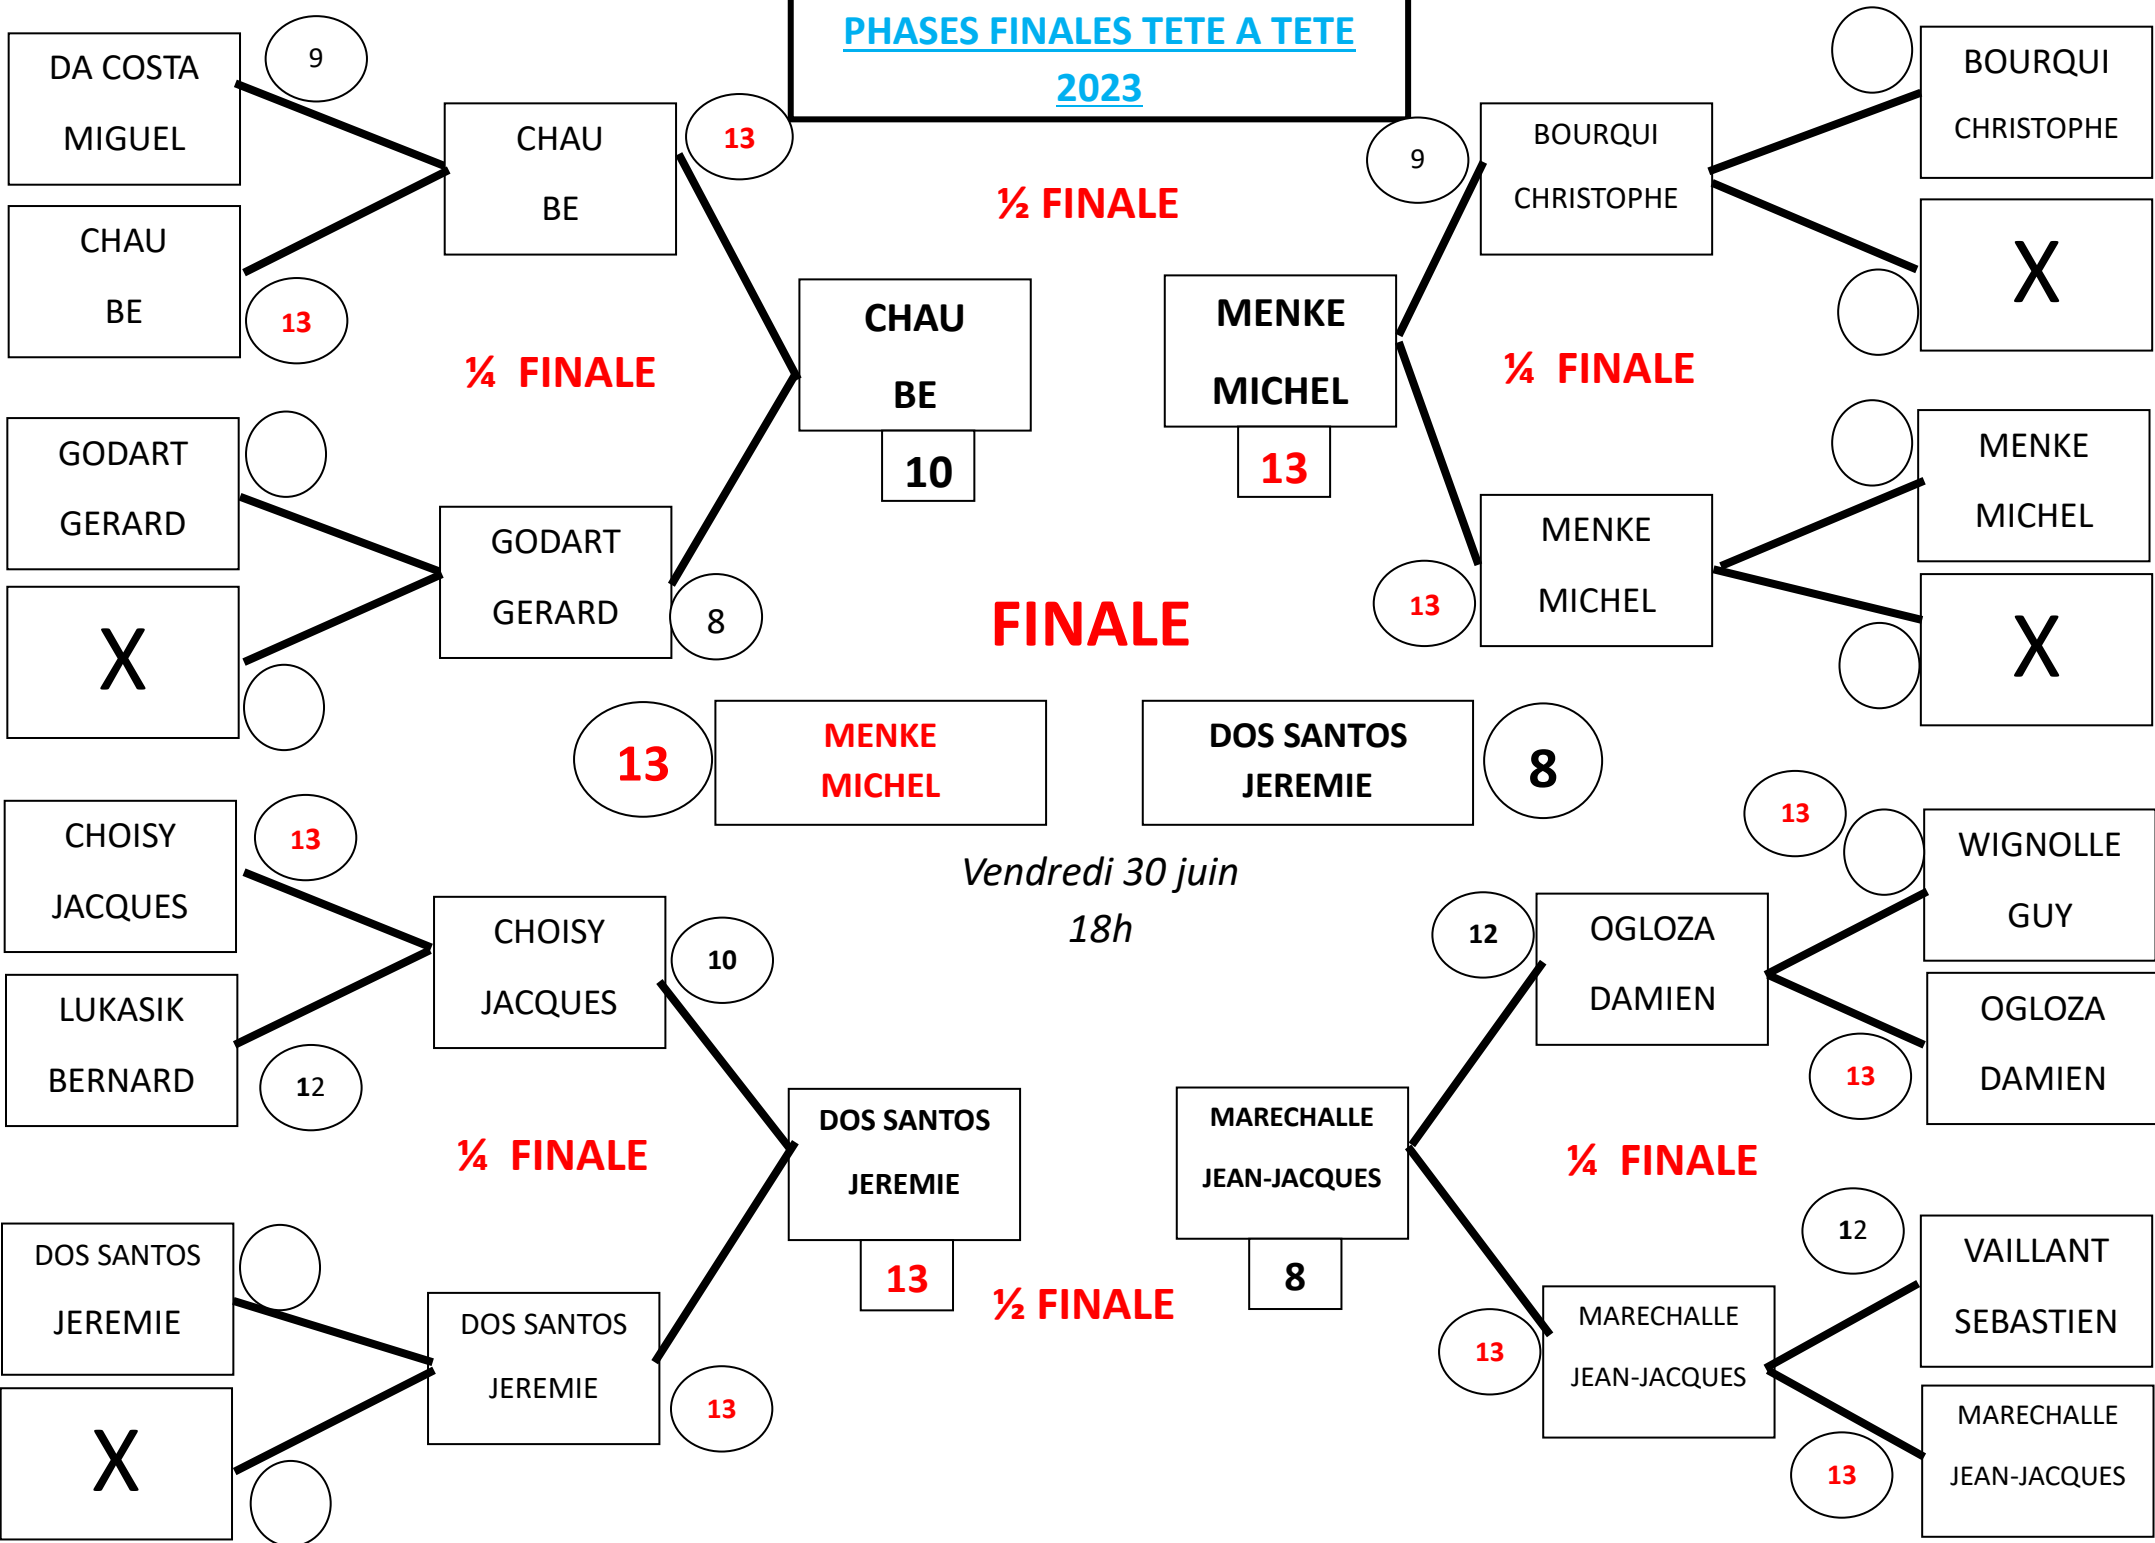 PHASES FINALES TETE A TETE
2023
DA COSTA
MIGUEL
9
CHAU
BE
13
CHAU
BE
13
¼ FINALE
GODART
GERARD
X
GODART
GERARD
8
CHAU
BE
10
½ FINALE
MENKE
MICHEL
13
9
BOURQUI
CHRISTOPHE
BOURQUI
CHRISTOPHE
X
¼ FINALE
13
MENKE
MICHEL
MENKE
MICHEL
X
FINALE
13
MENKE
MICHEL
DOS SANTOS
JEREMIE
8
Vendredi 30 juin
18h
CHOISY
JACQUES
13
LUKASIK
BERNARD
12
CHOISY
JACQUES
10
¼ FINALE
DOS SANTOS
JEREMIE
X
DOS SANTOS
JEREMIE
13
DOS SANTOS
JEREMIE
13
½ FINALE
MARECHALLE
JEAN-JACQUES
8
12
OGLOZA
DAMIEN
13
WIGNOLLE
GUY
13
OGLOZA
DAMIEN
¼ FINALE
13
MARECHALLE
JEAN-JACQUES
12
VAILLANT
SEBASTIEN
13
MARECHALLE
JEAN-JACQUES